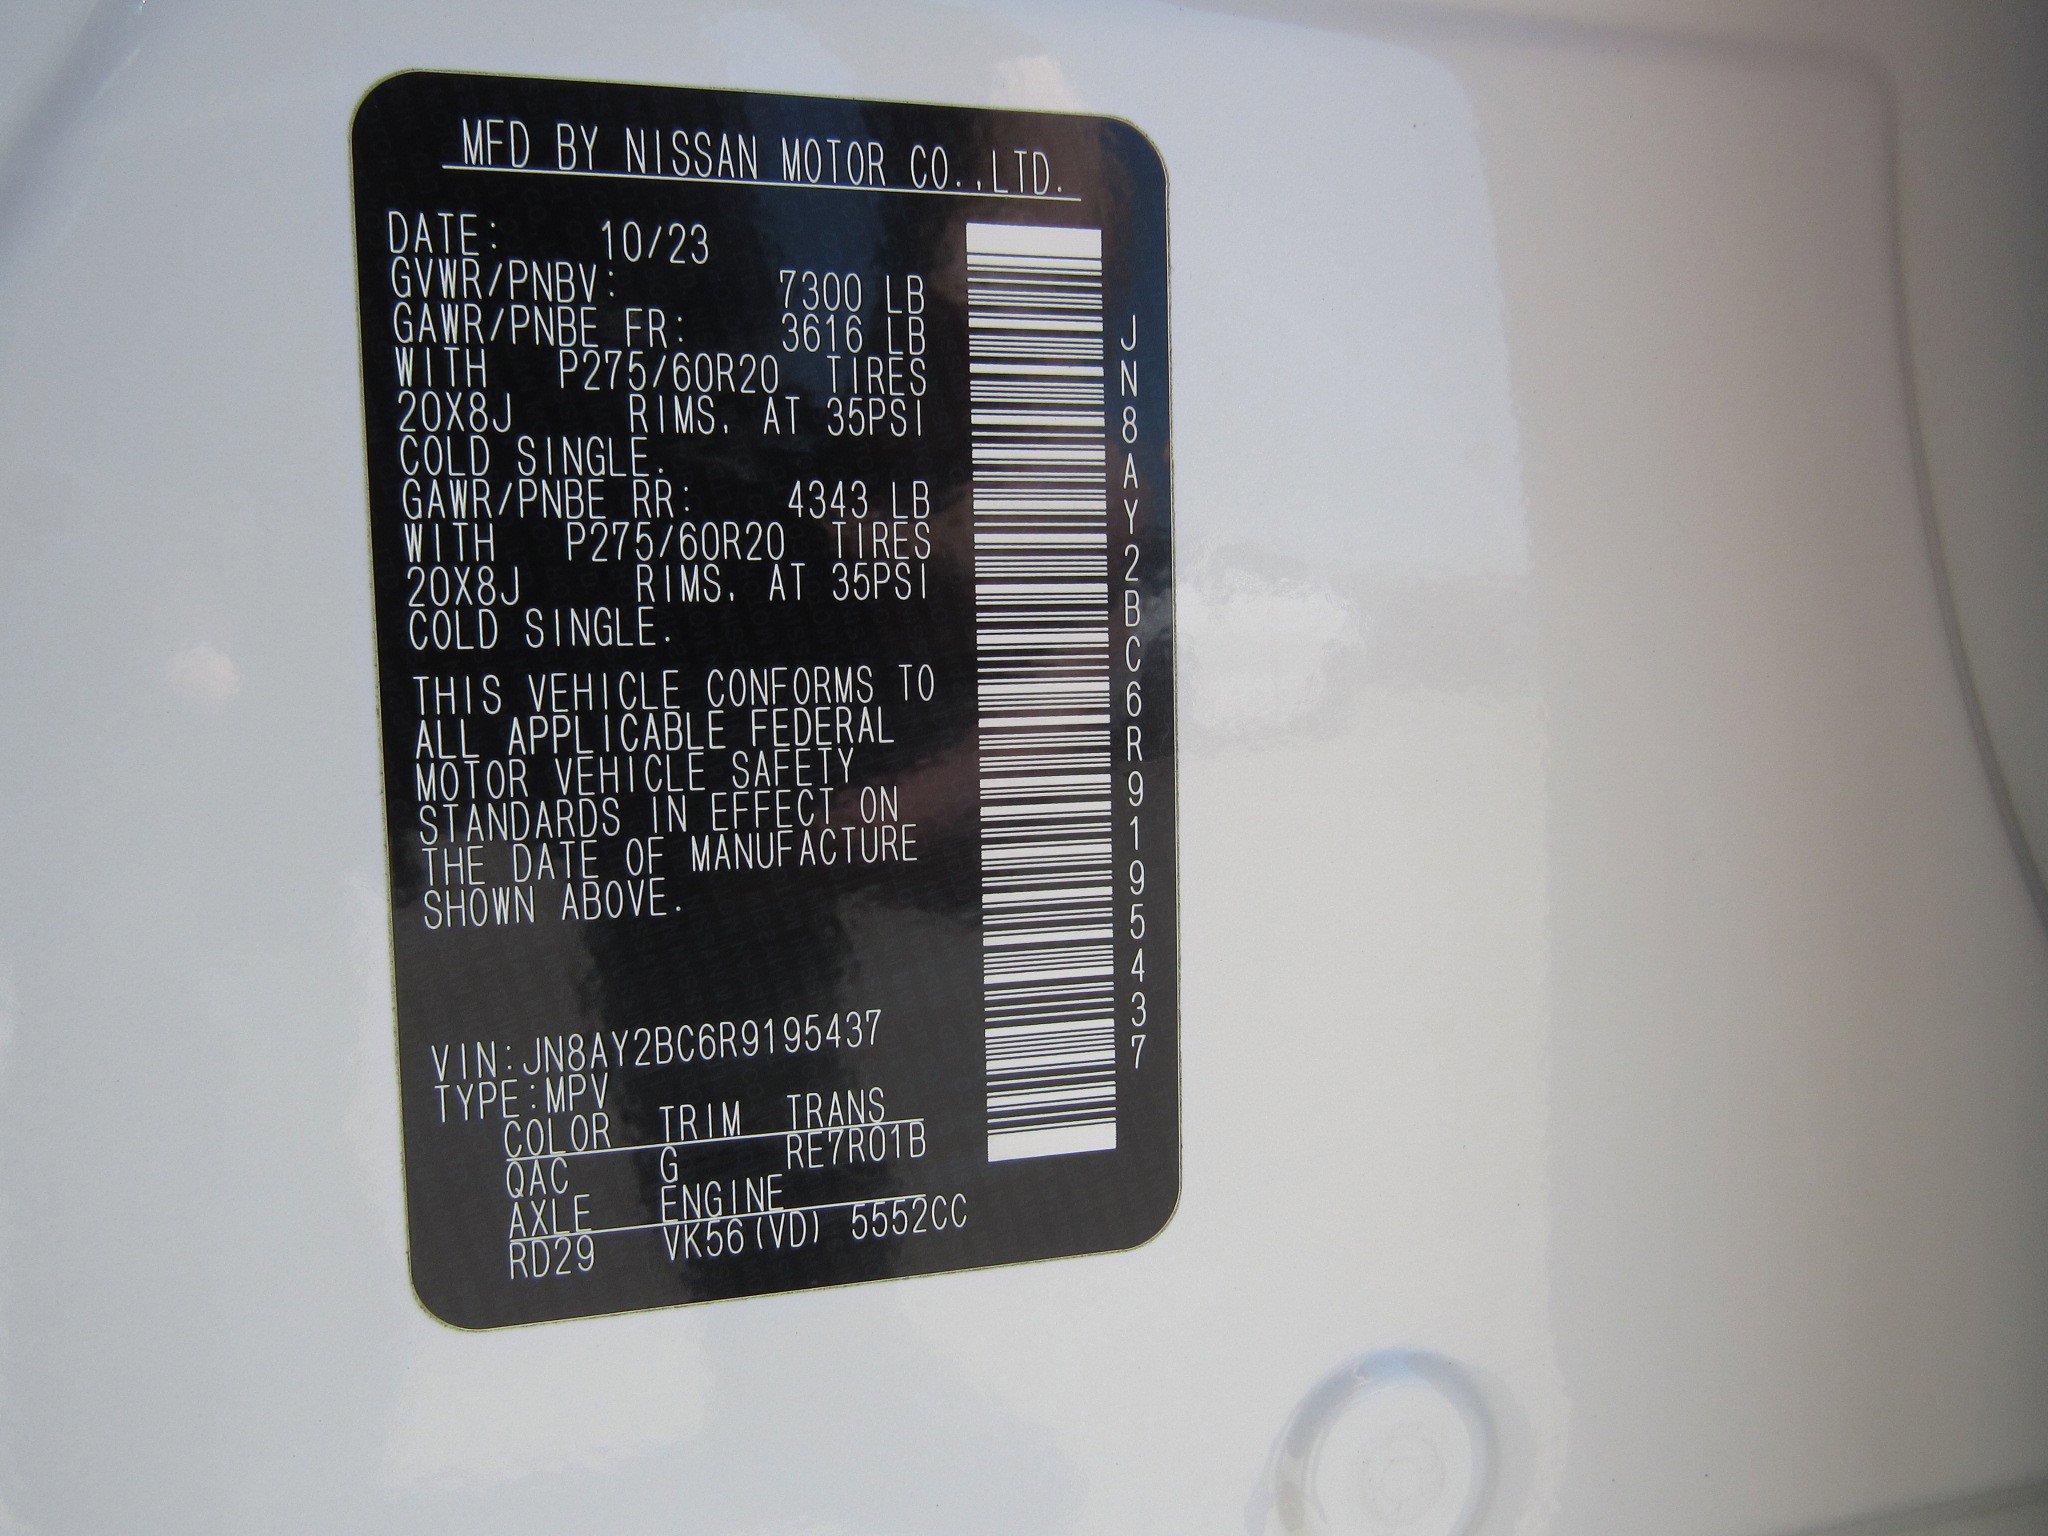 MFD BY NISSAN MOTOR CO.,LTD.
DATE: 10/23
GVWR/PNBV: 7300 LB
GAWR/PNBE FR: 3616 LB
WITH P275/60R20 TIRES
20X8J RIMS, AT 35PSI
COLD SINGLE.
GAWR/PNBE RR: 4343 LB
WITH P275/60R20 TIRES
20X8J RIMS, AT 35PSI
COLD SINGLE.
THIS VEHICLE CONFORMS TO
ALL APPLICABLE FEDERAL
MOTOR VEHICLE SAFETY
STANDARDS IN EFFECT ON
THE DATE OF MANUFACTURE
SHOWN ABOVE.
VIN:JN8AY2BC6R9195437
TYPE:MPV
COLOR TRIM TRANS
QAC G RE7R01B
AXLE ENGINE
RD29 VK56(VD) 5552CC
JN8AY2BC6R9195437